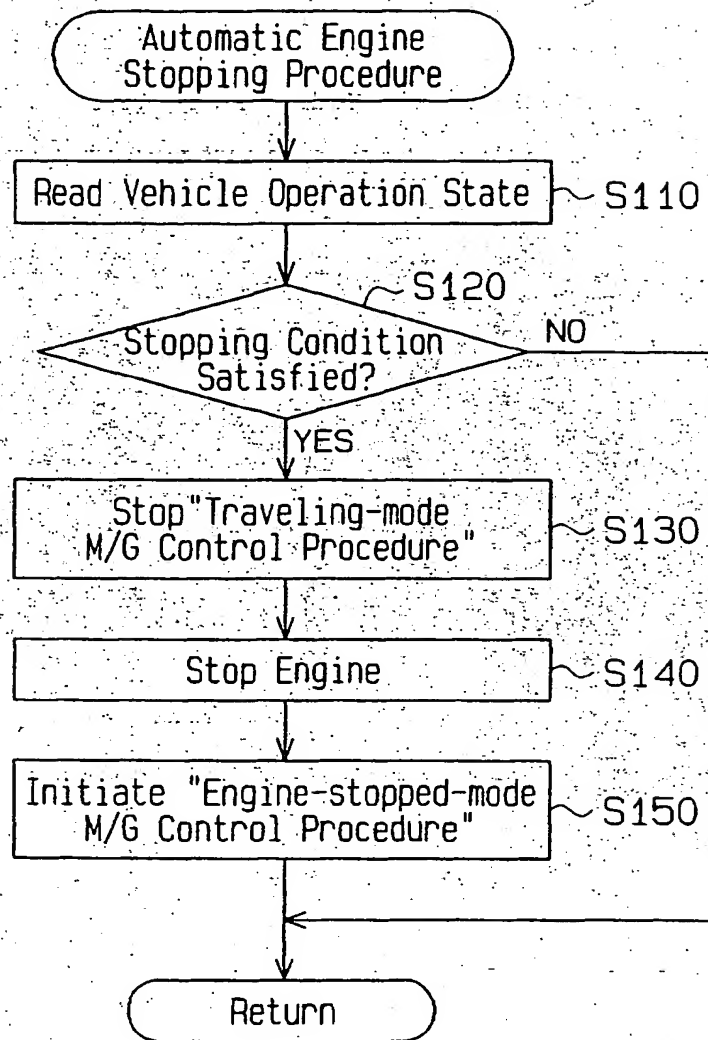 Automatic Engine
Stopping Procedure
Read Vehicle Operation State
S110
S120
Stopping Condition
Satisfied?
NO
YES
Stop "Traveling-mode
M/G Control Procedure"
S130
Stop Engine
S140
Initiate "Engine-stopped-mode
M/G Control Procedure"
S150
Return